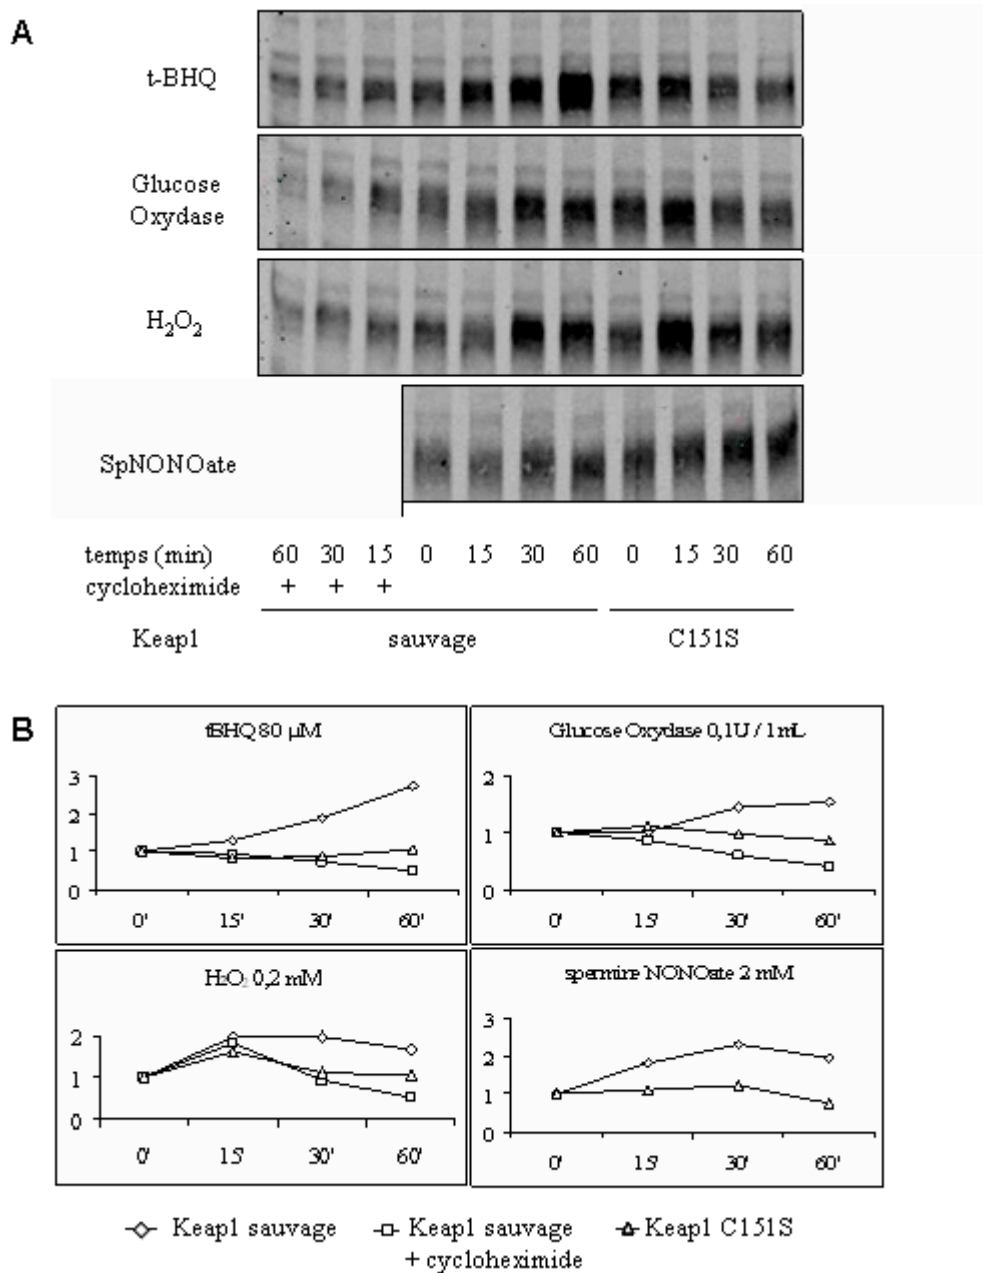 A
t-BHQ
Glucose
Oxydase
H₂O₂
SpNONOate
temps (min) 60 30 15 0 15 30 60 0 15 30 60
cycloheximide + + +
Keap1 sauvage C151S
B
tBHQ 80 µM
3
2
1
0
0' 15' 30' 60'
Glucose Oxydase 0,1U / 1mL
2
1
0
0' 15' 30' 60'
H₂O₂ 0,2 mM
2
1
0
0' 15' 30' 60'
spermine NONOate 2 mM
3
2
1
0
0' 15' 30' 60'
Keap1 sauvage Keap1 sauvage Keap1 C151S
+ cycloheximide